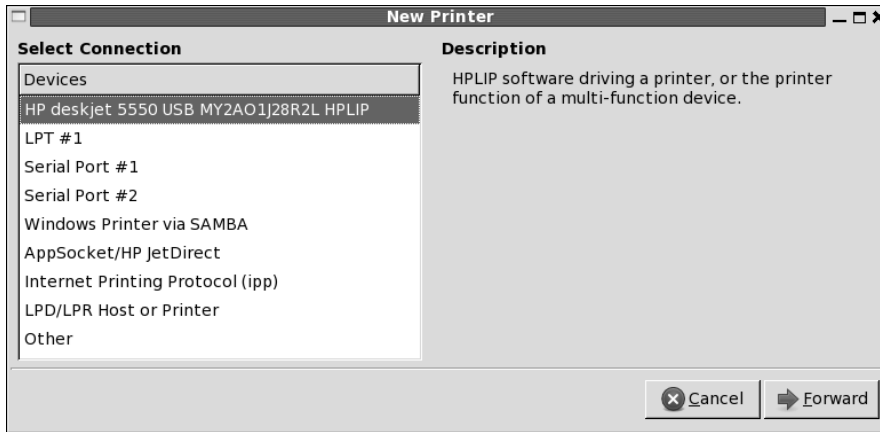 New Printer
Select Connection
Devices
HP deskjet 5550 USB MY2AO1J28R2L HPLIP
LPT #1
Serial Port #1
Serial Port #2
Windows Printer via SAMBA
AppSocket/HP JetDirect
Internet Printing Protocol (ipp)
LPD/LPR Host or Printer
Other
Description
HPLIP software driving a printer, or the printer
function of a multi-function device.
Cancel
Forward